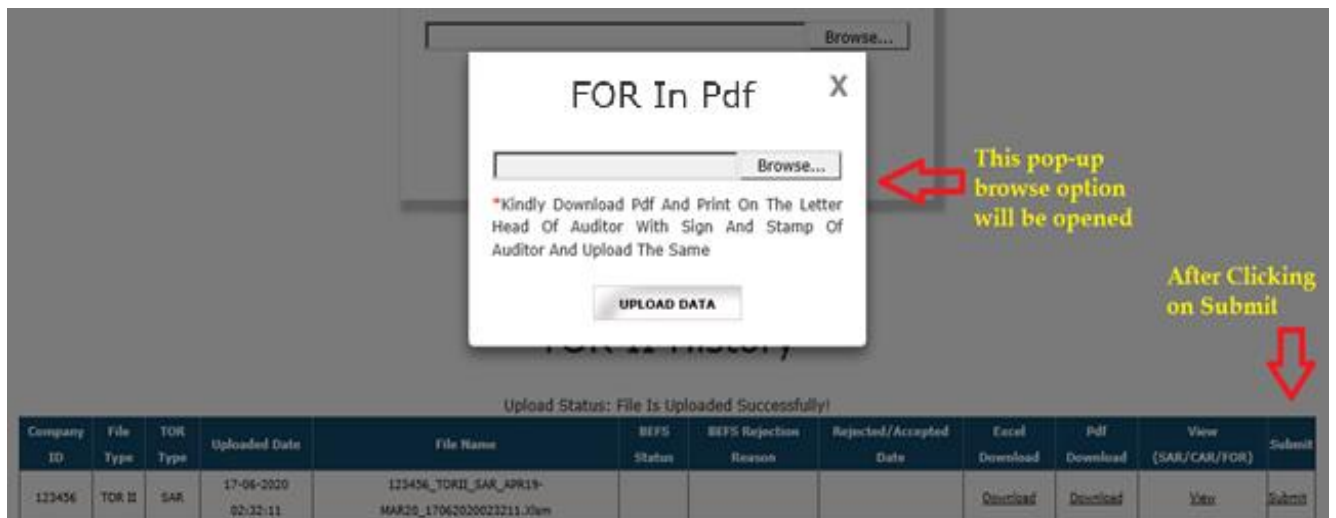 Browse...
FOR In Pdf
X
Browse...
*Kindly Download Pdf And Print On The Letter
Head Of Auditor With Sign And Stamp Of
Auditor And Upload The Same
UPLOAD DATA
This pop-up
browse option
will be opened
After Clicking
on Submit
TOR II History
Upload Status: File Is Uploaded Successfully!
Company ID File Type TOR Type Uploaded Date File Name BEFS Status BEFS Rejection Reason Rejected/Accepted Date Excel Download Pdf Download View (SAR/CAR/FOR) Submit
123456 TOR II SAR 17-06-2020 02:32:11 123456_TORII_SAR_APR19-MAR20_17062020023211.Xlsm Download Download View Submit